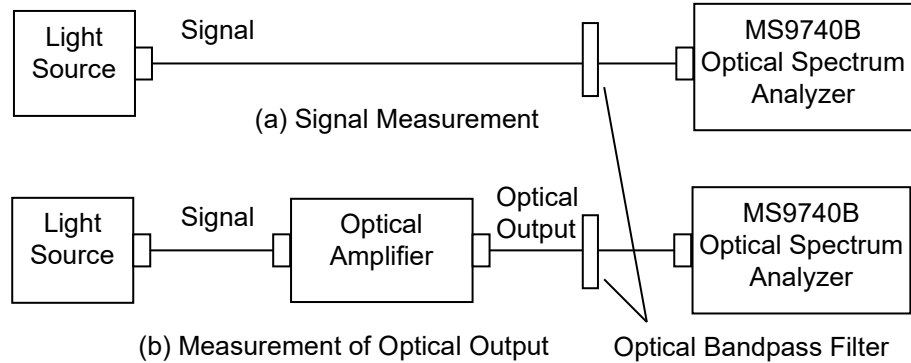 Light
Source
Signal
MS9740B
Optical Spectrum
Analyzer
(a) Signal Measurement
Light
Source
Signal
Optical
Amplifier
Optical
Output
MS9740B
Optical Spectrum
Analyzer
(b) Measurement of Optical Output
Optical Bandpass Filter